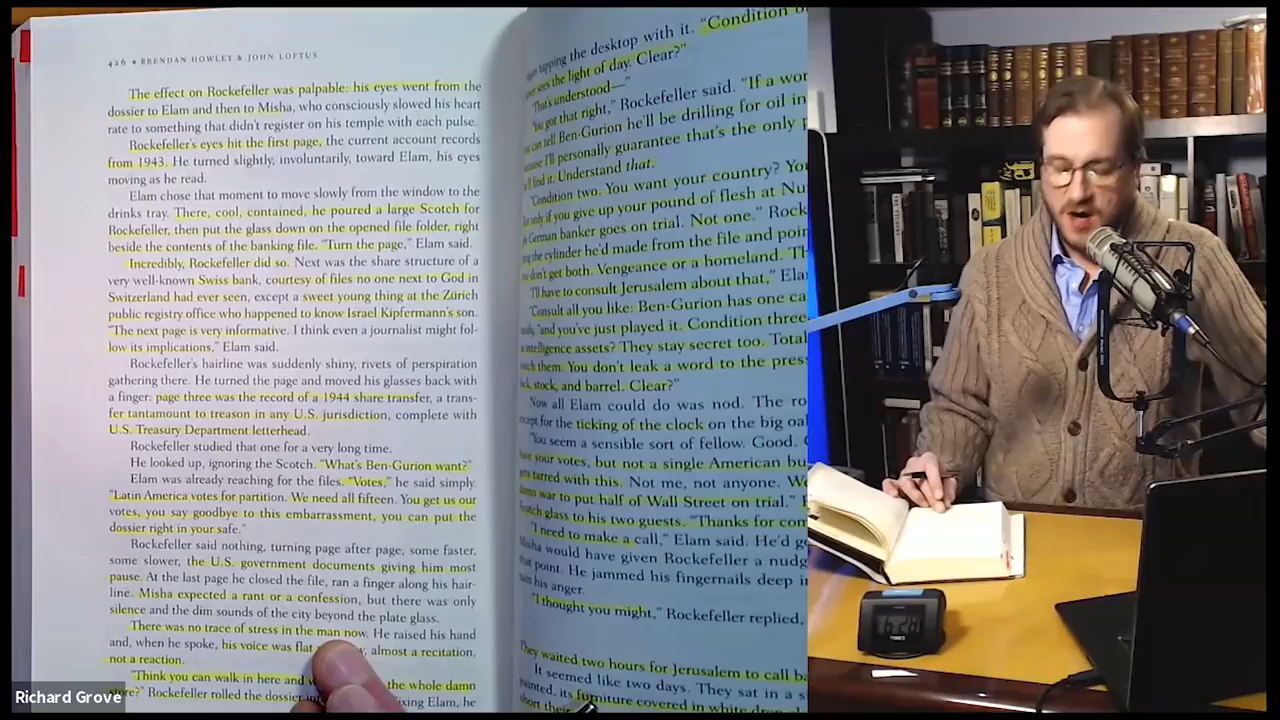 426 ♦ BRENDAN HOWLEY & JOHN LOFTUS
The effect on Rockefeller was palpable: his eyes went from the
dossier to Elam and then to Misha, who consciously slowed his heart
rate to something that didn't register on his temple with each pulse.
Rockefeller's eyes hit the first page, the current account records
from 1943. He turned slightly, involuntarily, toward Elam, his eyes
moving as he read.
Elam chose that moment to move slowly from the window to the
drinks tray. There, cool, contained, he poured a large Scotch for
Rockefeller, then put the glass down on the opened file folder, right
beside the contents of the banking file. "Turn the page," Elam said.
Incredibly, Rockefeller did so. Next was the share structure of a
very well-known Swiss bank, courtesy of files no one next to God in
Switzerland had ever seen, except a sweet young thing at the Zürich
public registry office who happened to know Israel Kipfermann's son.
"The next page is very informative. I think even a journalist might fol-
low its implications," Elam said.
Rockefeller's hairline was suddenly shiny, rivets of perspiration
gathering there. He turned the page and moved his glasses back with
a finger: page three was the record of a 1944 share transfer, a trans-
fer tantamount to treason in any U.S. jurisdiction, complete with
U.S. Treasury Department letterhead.
Rockefeller studied that one for a very long time.
He looked up, ignoring the Scotch. "What's Ben-Gurion want?"
Elam was already reaching for the files. "Votes," he said simply.
"Latin America votes for partition. We need all fifteen. You get us our
votes, you say goodbye to this embarrassment, you can put the
dossier right in your safe."
Rockefeller said nothing, turning page after page, some faster,
some slower, the U.S. government documents giving him most
pause. At the last page he closed the file, ran a finger along his hair-
line. Misha expected a rant or a confession, but there was only
silence and the dim sounds of the city beyond the plate glass.
There was no trace of stress in the man now. He raised his hand
and, when he spoke, his voice was flat almost a recitation,
not a reaction.
"Think you can walk in here and the whole damn
Rockefeller rolled the dossier Elam, he
tapping the desktop with it. "Condition
sees the light of day. Clear?"
"That's understood—"
"You got that right," Rockefeller said. "If a
can tell Ben-Gurion he'll be drilling for oil in
I'll personally guarantee that's the only
find it. Understand that.
"Condition two. You want your country?
only if you give up your pound of flesh at
German banker goes on trial. Not one."
the cylinder he'd made from the file and
don't get both. Vengeance or a homeland.
"I'll have to consult Jerusalem about that,"
"Consult all you like: Ben-Gurion has one
"and you've just played it. Condition three
intelligence assets? They stay secret too. Total
them. You don't leak a word to the press
stock, and barrel. Clear?"
Now all Elam could do was nod. The
except for the ticking of the clock on the big
"You seem a sensible sort of fellow. Good.
your votes, but not a single American
gets tarred with this. Not me, not anyone.
damn war to put half of Wall Street on trial."
Scotch glass to his two guests. "Thanks for
"I need to make a call," Elam said. He'd
Misha would have given Rockefeller a
that point. He jammed his fingernails deep
his anger.
"I thought you might," Rockefeller replied,
They waited two hours for Jerusalem to call
It seemed like two days. They sat in a
its furniture covered in white
short
Richard Grove
6:28
TIMEX